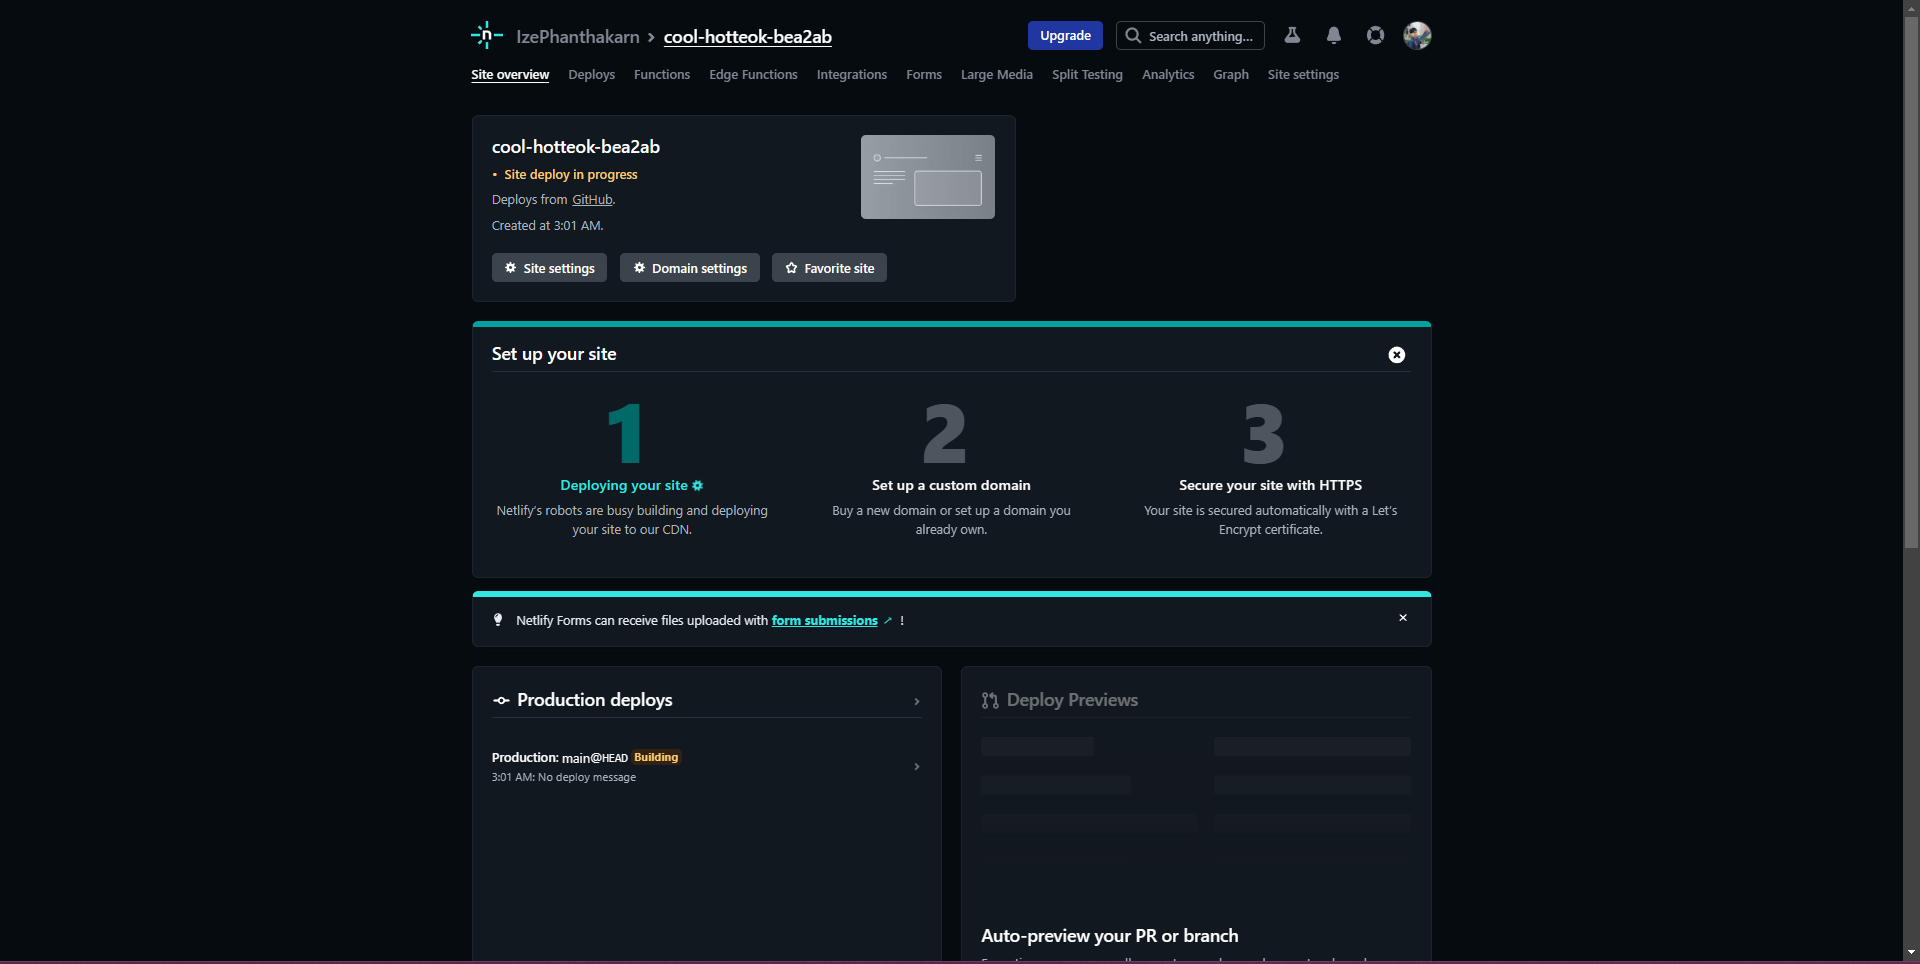 IzePhanthakarn > cool-hotteok-bea2ab
Upgrade
Search anything...
Site overview Deploys Functions Edge Functions Integrations Forms Large Media Split Testing Analytics Graph Site settings
cool-hotteok-bea2ab
• Site deploy in progress
Deploys from GitHub.
Created at 3:01 AM.
Site settings
Domain settings
Favorite site
Set up your site
1
Deploying your site
Netlify's robots are busy building and deploying
your site to our CDN.
2
Set up a custom domain
Buy a new domain or set up a domain you
already own.
3
Secure your site with HTTPS
Your site is secured automatically with a Let's
Encrypt certificate.
Netlify Forms can receive files uploaded with form submissions !
Production deploys
Production: main@HEAD Building
3:01 AM: No deploy message
Deploy Previews
Auto-preview your PR or branch